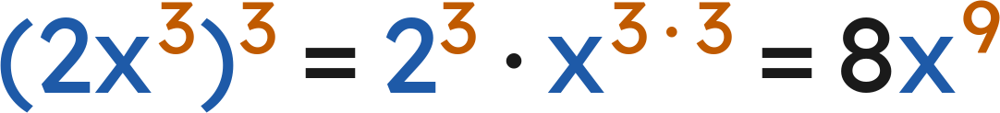 (2x³)³ = 2³ · x³ · ³ = 8x⁹